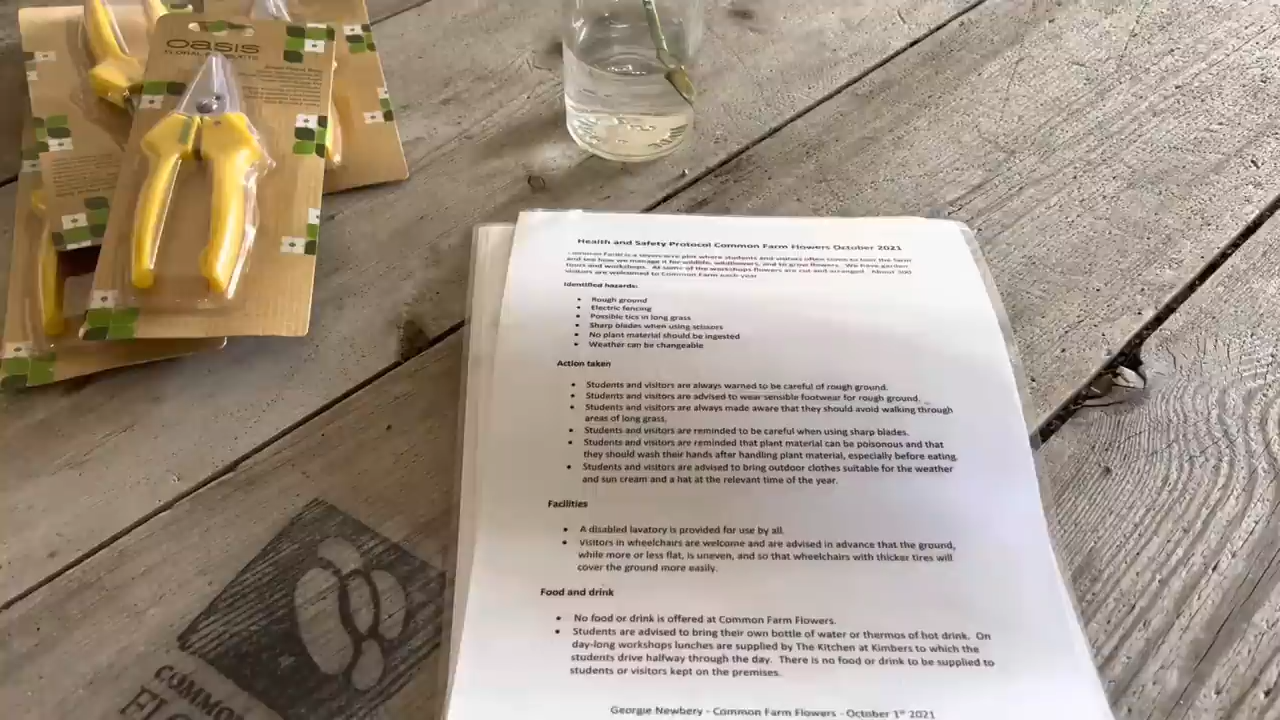 oasis
FLORAL PRODUCTS
Health and Safety Protocol Common Farm Flowers October 2021
Common Farm is a seven acre plot where students and visitors often come to tour the farm
and see how we manage it for wildlife, wildflowers, and to grow flowers. We have garden
tours and workshops. At some of the workshops flowers are cut and arranged. About 500
visitors are welcomed to Common Farm each year
Identified hazards:
• Rough ground
• Electric fencing
• Possible tics in long grass
• Sharp blades when using scissors
• No plant material should be ingested
• Weather can be changeable
Action taken
• Students and visitors are always warned to be careful of rough ground.
• Students and visitors are advised to wear sensible footwear for rough ground.
• Students and visitors are always made aware that they should avoid walking through
areas of long grass.
• Students and visitors are reminded to be careful when using sharp blades.
• Students and visitors are reminded that plant material can be poisonous and that
they should wash their hands after handling plant material, especially before eating.
• Students and visitors are advised to bring outdoor clothes suitable for the weather
and sun cream and a hat at the relevant time of the year.
Facilities
• A disabled lavatory is provided for use by all.
• Visitors in wheelchairs are welcome and are advised in advance that the ground,
while more or less flat, is uneven, and so that wheelchairs with thicker tires will
cover the ground more easily.
Food and drink
• No food or drink is offered at Common Farm Flowers.
• Students are advised to bring their own bottle of water or thermos of hot drink. On
day-long workshops lunches are supplied by The Kitchen at Kimbers to which the
students drive halfway through the day. There is no food or drink to be supplied to
students or visitors kept on the premises.
Georgie Newbery - Common Farm Flowers - October 1st 2021
COMMON